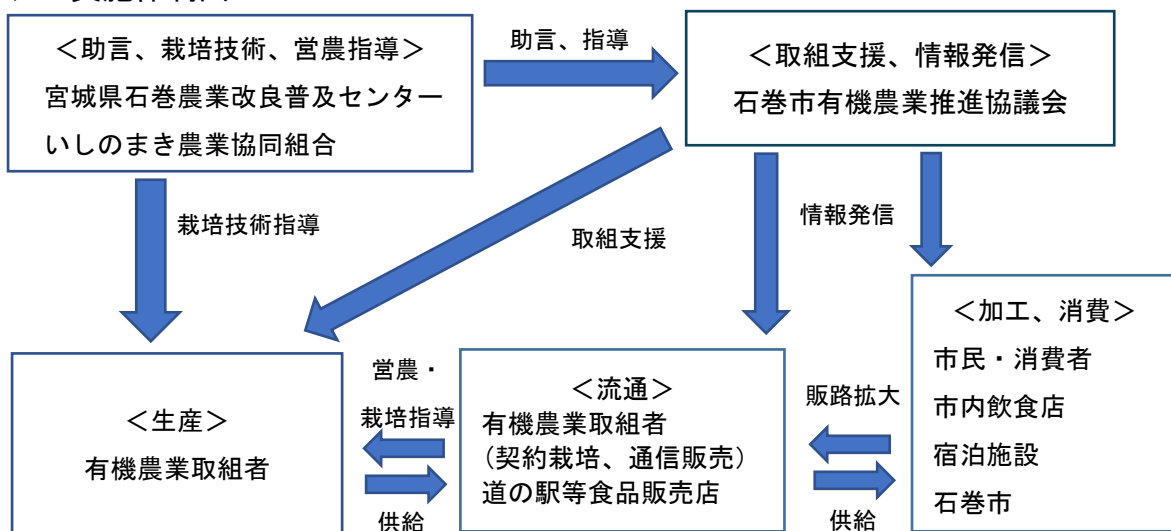 ＜助言、栽培技術、営農指導＞
宮城県石巻農業改良普及センター
いしのまき農業協同組合
助言、指導
＜取組支援、情報発信＞
石巻市有機農業推進協議会
栽培技術指導
取組支援
情報発信
＜生産＞
有機農業取組者
営農・
栽培指導
供給
＜流通＞
有機農業取組者
（契約栽培、通信販売）
道の駅等食品販売店
販路拡大
供給
＜加工、消費＞
市民・消費者
市内飲食店
宿泊施設
石巻市